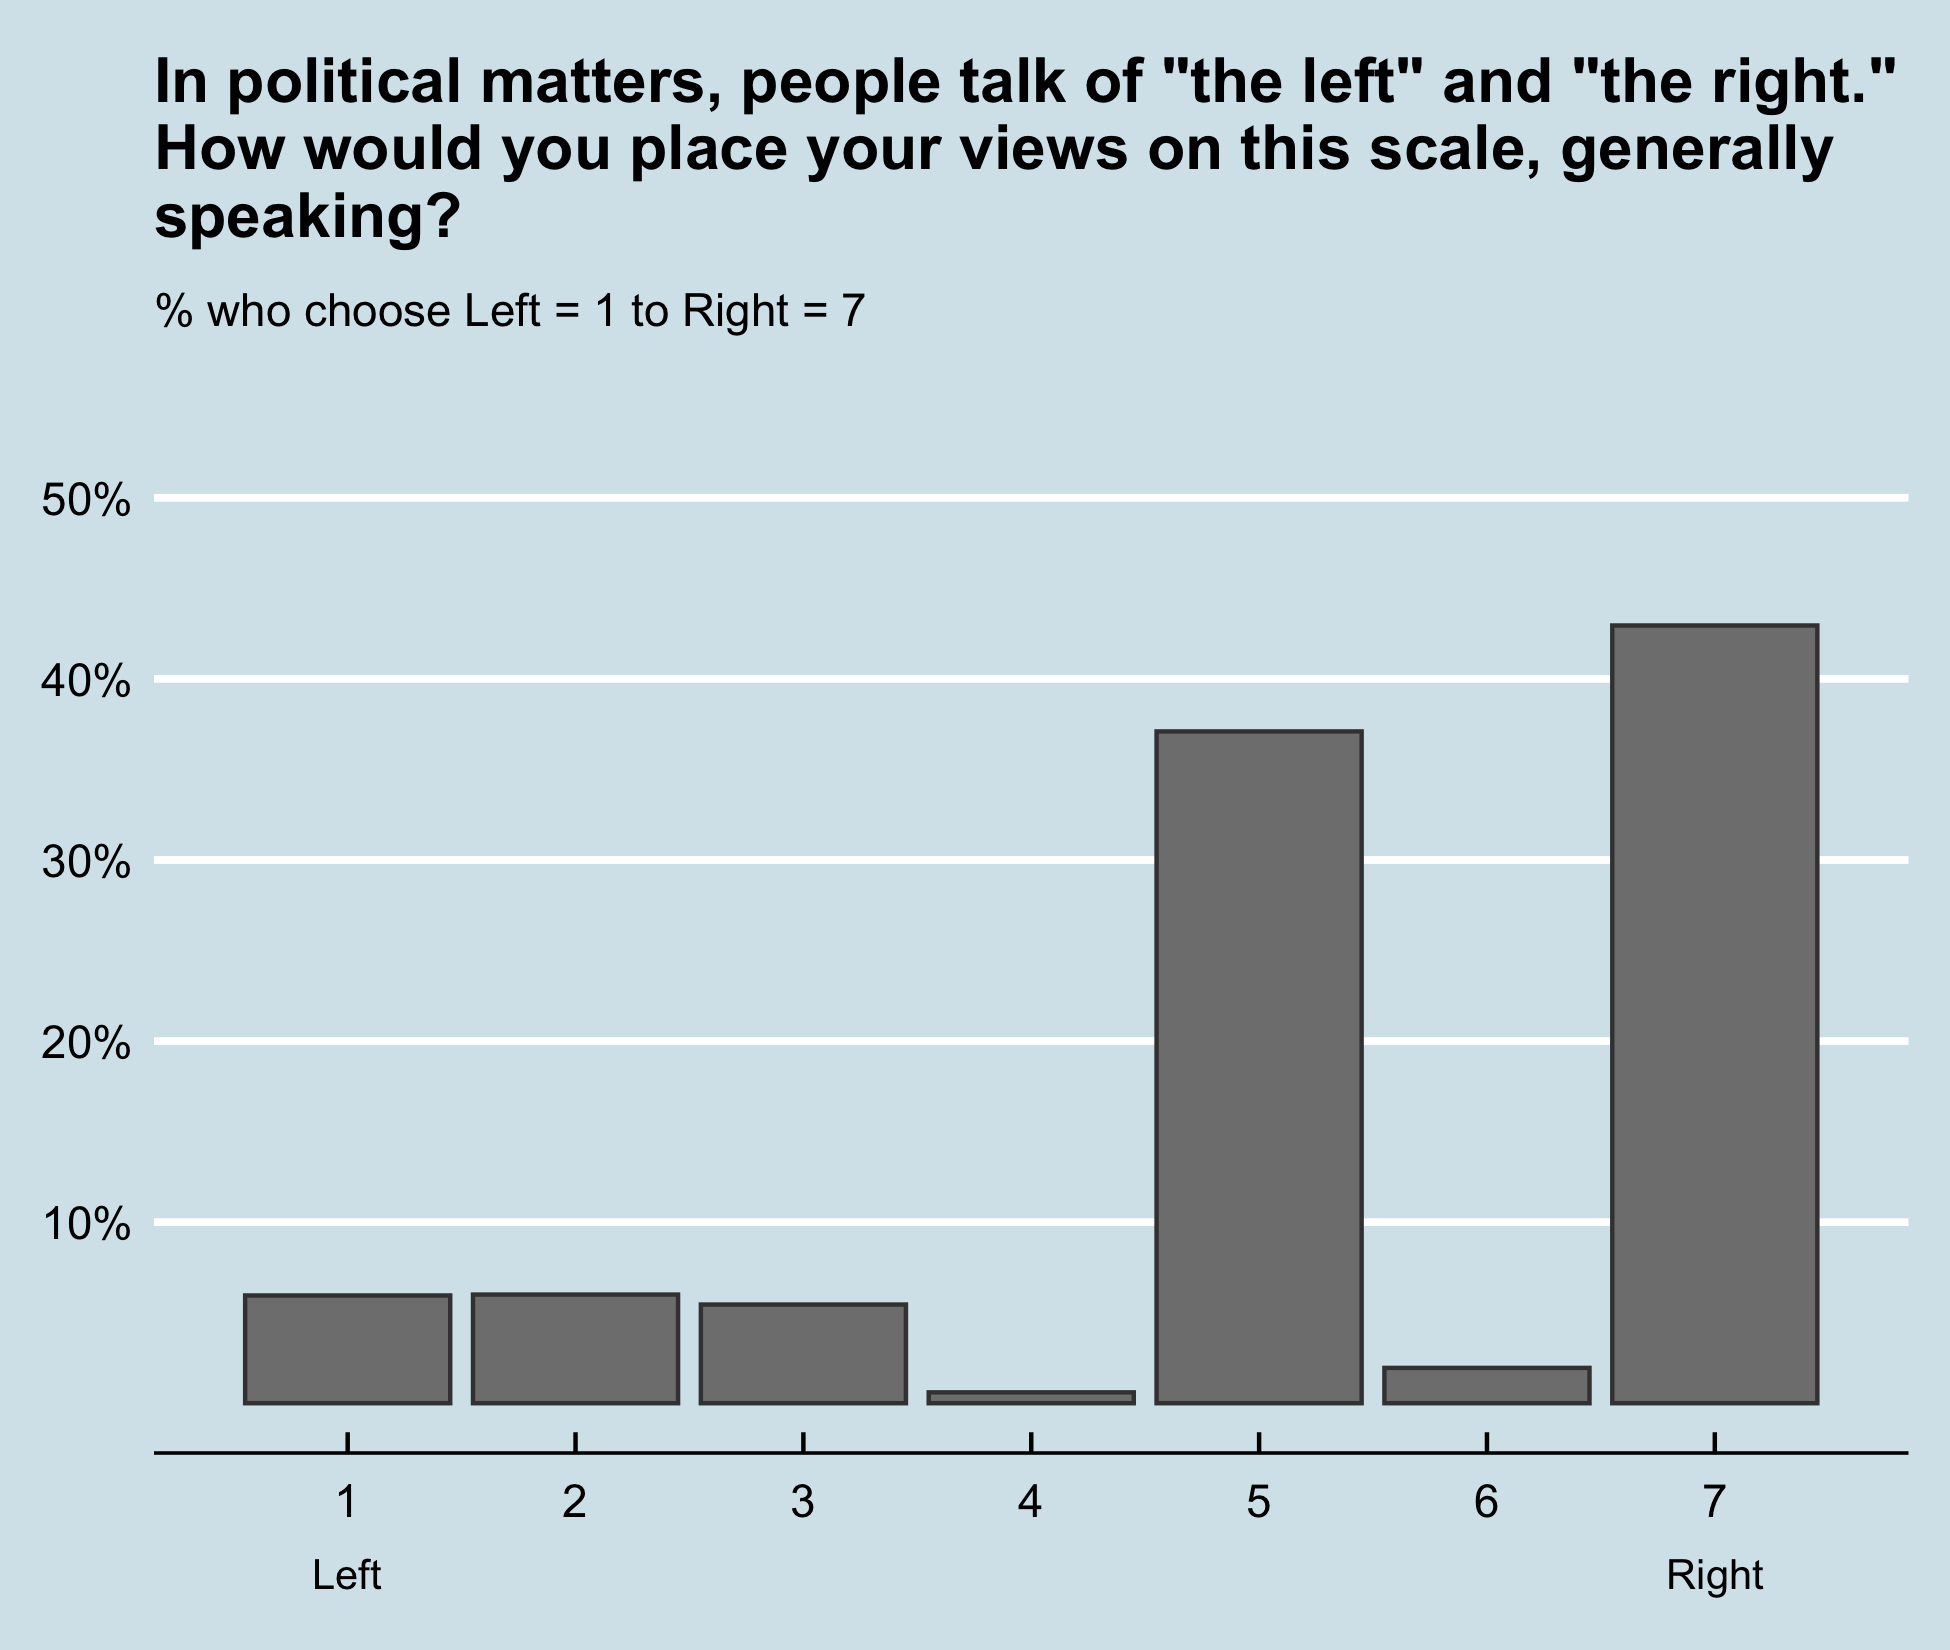 In political matters, people talk of "the left" and "the right."
How would you place your views on this scale, generally
speaking?
% who choose Left = 1 to Right = 7
50%
40%
30%
20%
10%
1 2 3 4 5 6 7
Left Right